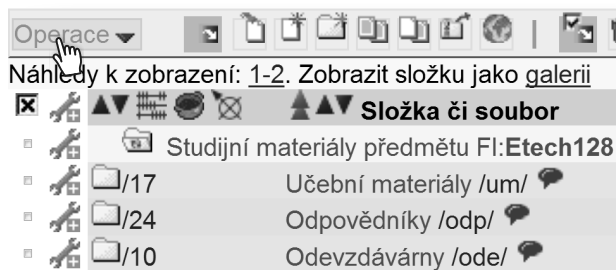 Operace
Náhledy k zobrazení: 1-2. Zobrazit složku jako galerii
Složka či soubor
Studijní materiály předmětu FI:Etech128
/17 Učební materiály /um/
/24 Odpovědníky /odp/
/10 Odevzdávárny /ode/